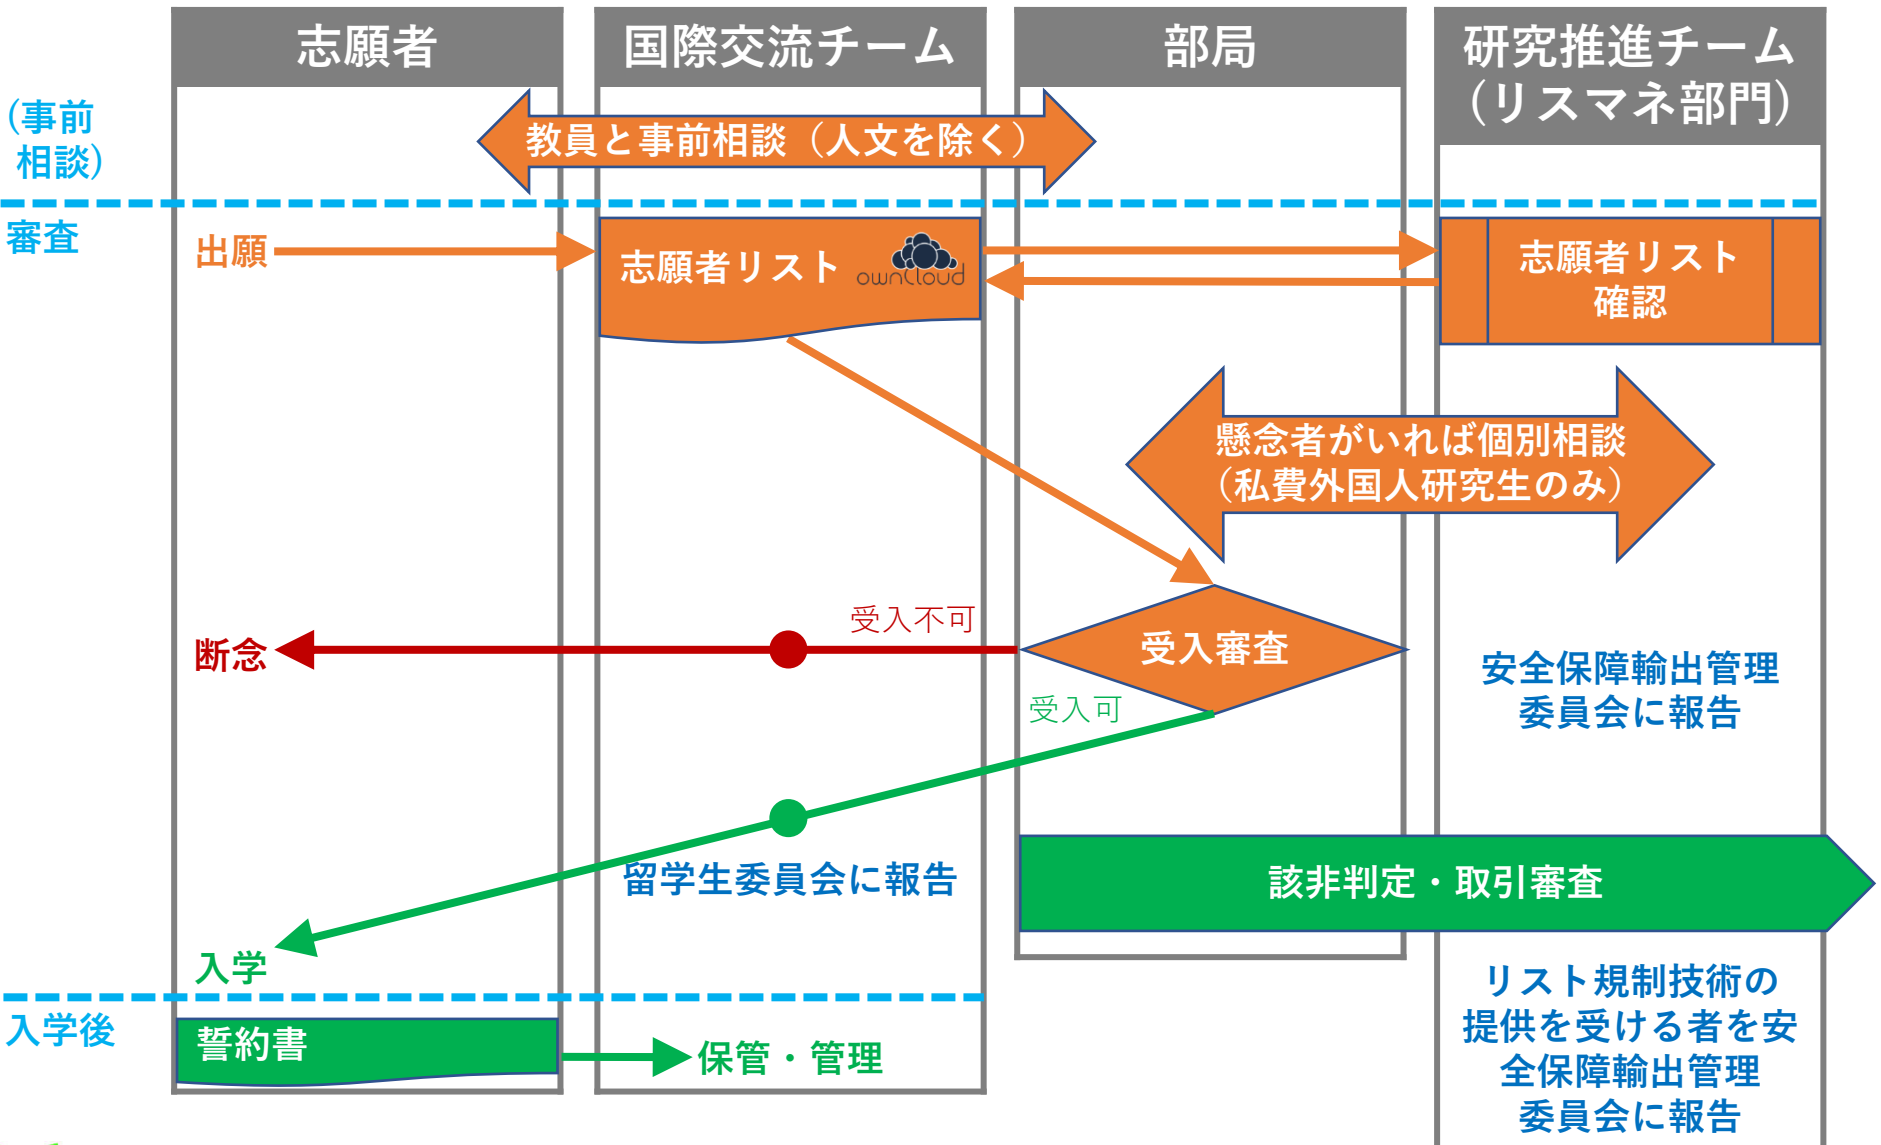 志願者
国際交流チーム
部局
研究推進チーム
（リスマネ部門）
（事前
相談）
教員と事前相談（人文を除く）
審査
出願
志願者リスト
ownCloud
志願者リスト
確認
懸念者がいれば個別相談
（私費外国人研究生のみ）
受入不可
断念
受入審査
安全保障輸出管理
委員会に報告
受入可
留学生委員会に報告
該非判定・取引審査
入学
リスト規制技術の
提供を受ける者を安
全保障輸出管理
委員会に報告
入学後
誓約書
保管・管理